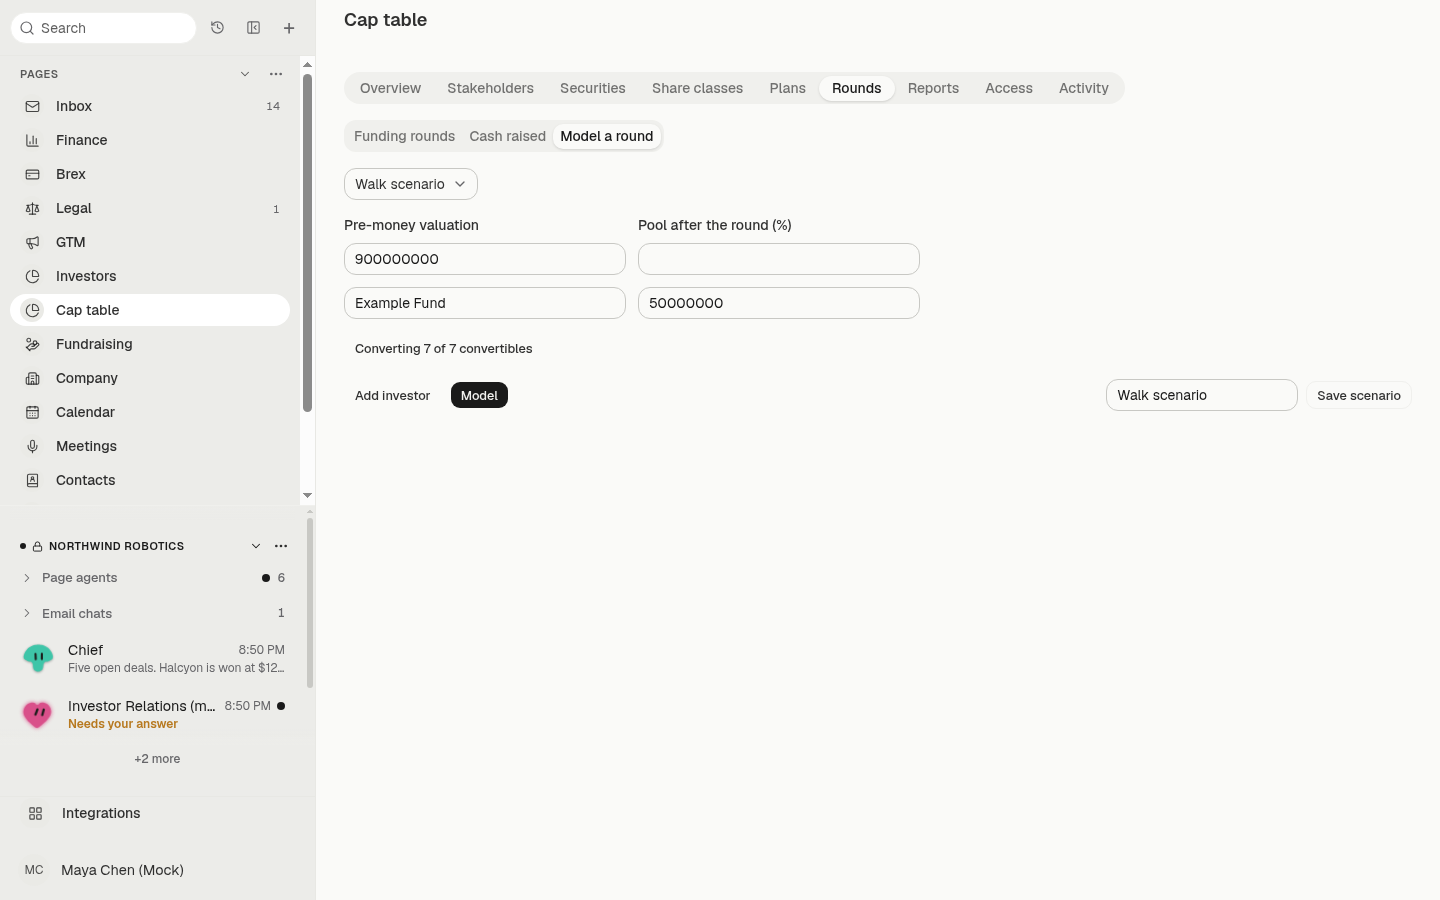 Search
PAGES
Inbox 14
Finance
Brex
Legal 1
GTM
Investors
Cap table
Fundraising
Company
Calendar
Meetings
Contacts
NORTHWIND ROBOTICS
Page agents 6
Email chats 1
Chief 8:50 PM
Five open deals. Halcyon is won at $12...
Investor Relations (m... 8:50 PM
Needs your answer
+2 more
Integrations
MC Maya Chen (Mock)
Cap table
Overview Stakeholders Securities Share classes Plans Rounds Reports Access Activity
Funding rounds Cash raised Model a round
Walk scenario
Pre-money valuation Pool after the round (%)
900000000
Example Fund 50000000
Converting 7 of 7 convertibles
Add investor Model Walk scenario Save scenario